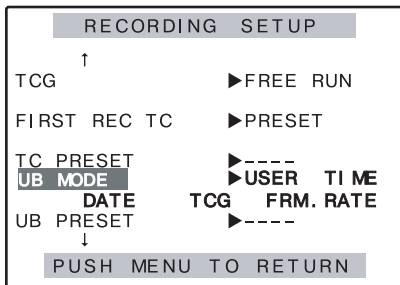 RECORDING SETUP
↑
TCG ▶FREE RUN
FIRST REC TC ▶PRESET
TC PRESET ▶----
UB MODE ▶USER TIME
DATE TCG FRM.RATE
UB PRESET ▶----
↓
PUSH MENU TO RETURN